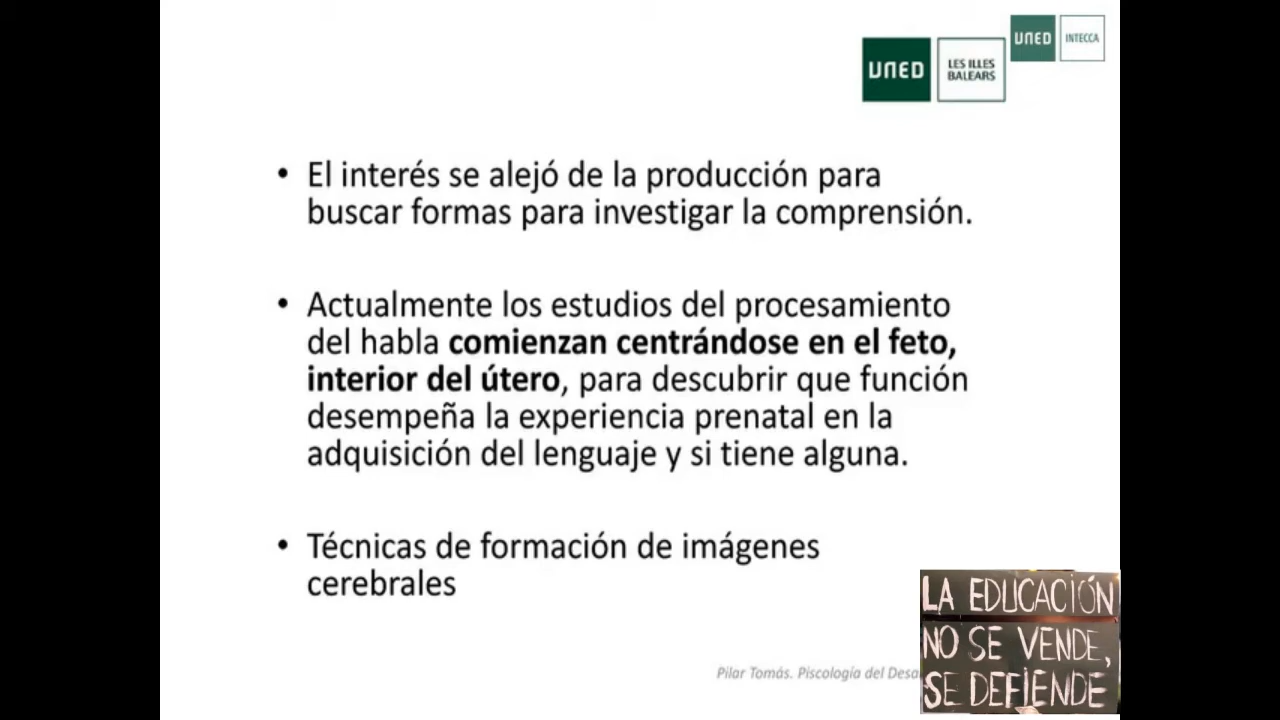 UNED
INTECCA
UNED
LES ILLES
BALEARS
• El interés se alejó de la producción para
buscar formas para investigar la comprensión.
• Actualmente los estudios del procesamiento
del habla comienzan centrándose en el feto,
interior del útero, para descubrir que función
desempeña la experiencia prenatal en la
adquisición del lenguaje y si tiene alguna.
• Técnicas de formación de imágenes
cerebrales
Pilar Tomás. Piscología del
LA EDUCACIÓN
NO SE VENDE,
SE DEFIENDE